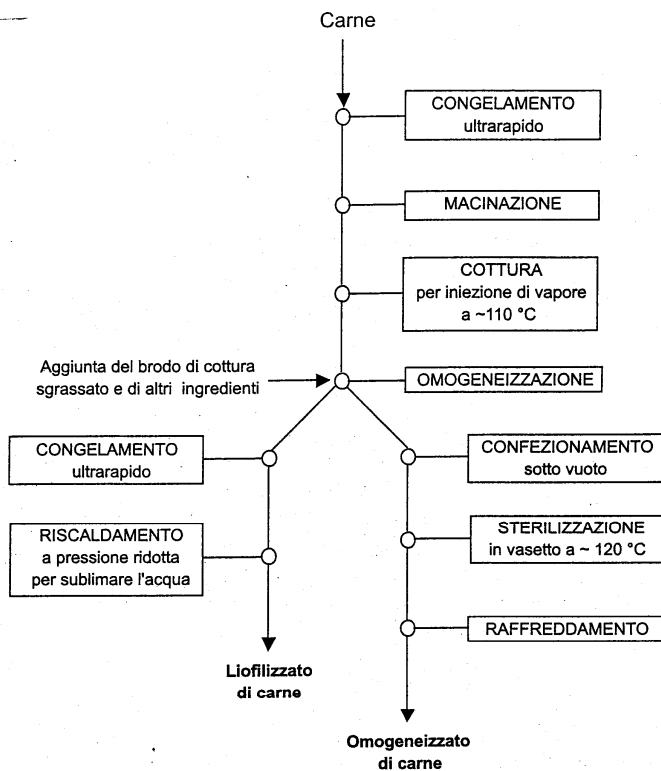 Carne
CONGELAMENTO
ultrarapido
MACINAZIONE
COTTURA
per iniezione di vapore
a ~110 °C
Aggiunta del brodo di cottura
sgrassato e di altri ingredienti
OMOGENEIZZAZIONE
CONGELAMENTO
ultrarapido
RISCALDAMENTO
a pressione ridotta
per sublimare l'acqua
Liofilizzato
di carne
CONFEZIONAMENTO
sotto vuoto
STERILIZZAZIONE
in vasetto a ~ 120 °C
RAFFREDDAMENTO
Omogeneizzato
di carne